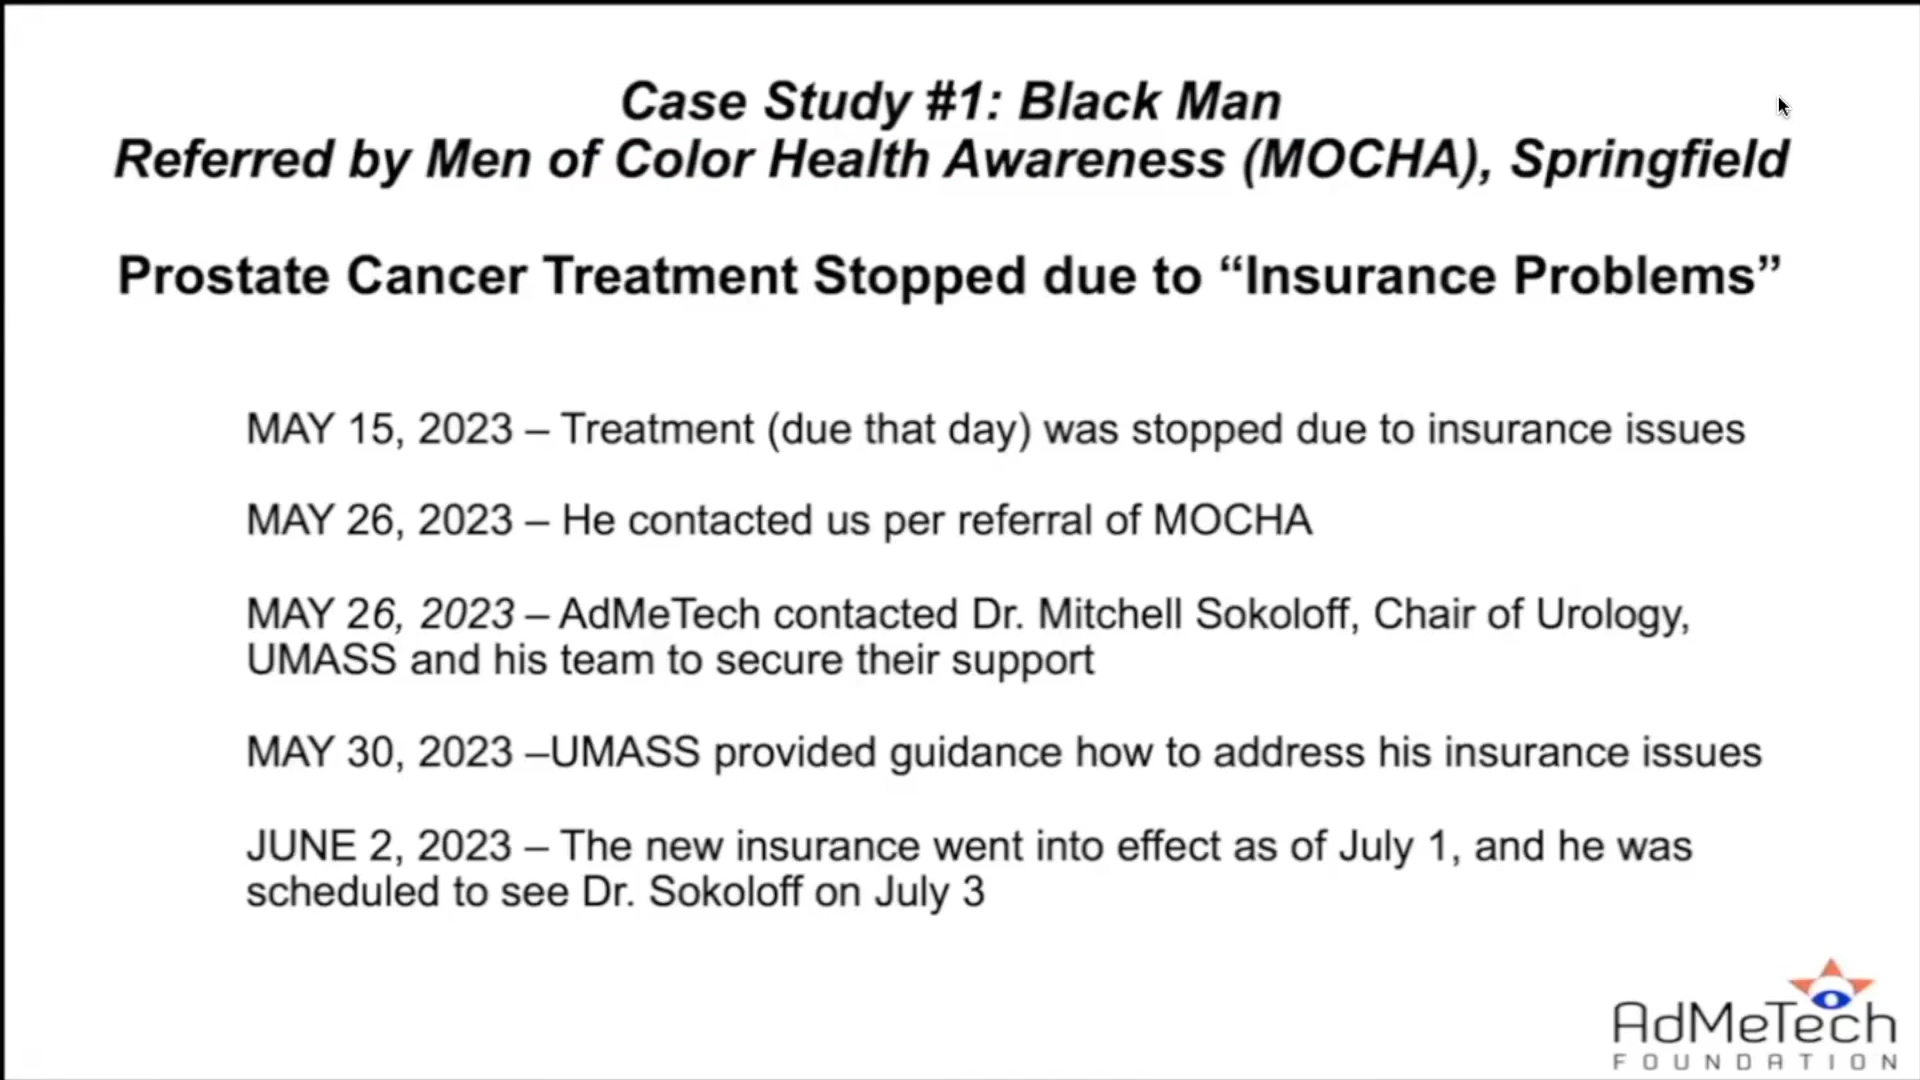 Case Study #1: Black Man
Referred by Men of Color Health Awareness (MOCHA), Springfield
Prostate Cancer Treatment Stopped due to “Insurance Problems”
MAY 15, 2023 – Treatment (due that day) was stopped due to insurance issues
MAY 26, 2023 – He contacted us per referral of MOCHA
MAY 26, 2023 – AdMeTech contacted Dr. Mitchell Sokoloff, Chair of Urology,
UMASS and his team to secure their support
MAY 30, 2023 –UMASS provided guidance how to address his insurance issues
JUNE 2, 2023 – The new insurance went into effect as of July 1, and he was
scheduled to see Dr. Sokoloff on July 3
AdMeTech
FOUNDATION